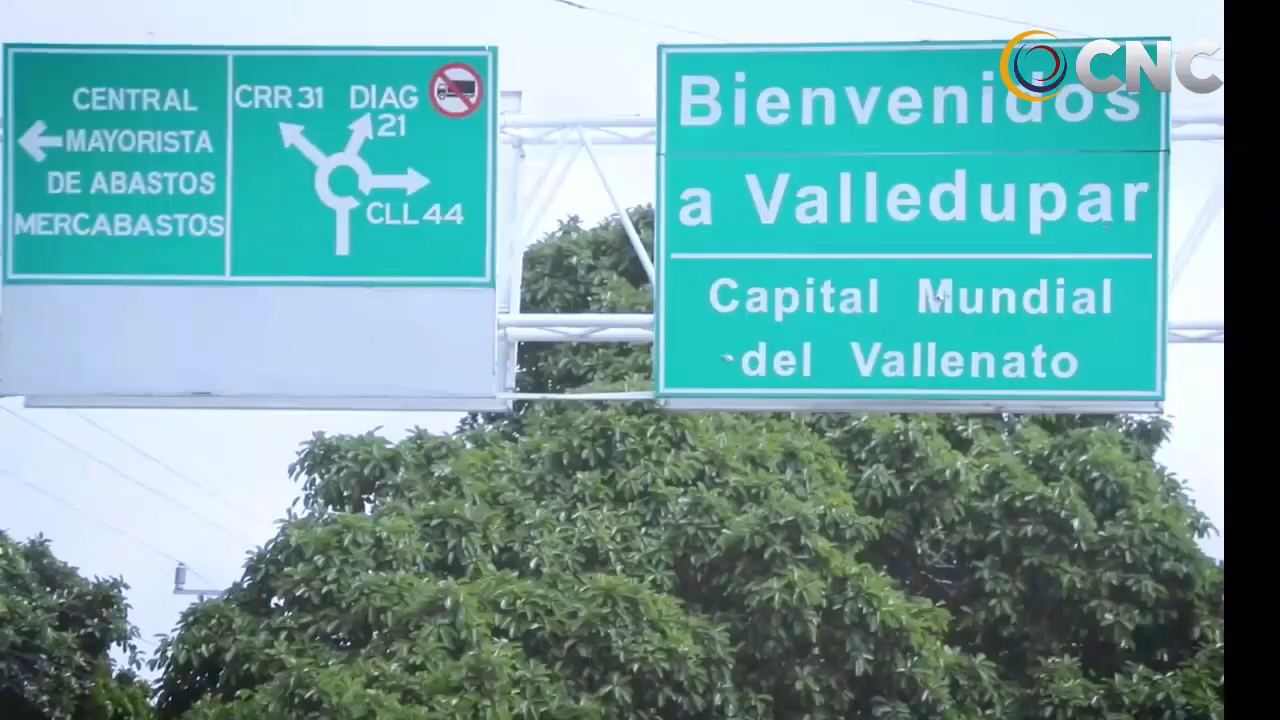 CENTRAL
MAYORISTA
DE ABASTOS
MERCABASTOS
CRR 31
DIAG
21
CLL 44
Bienvenidos
a Valledupar
Capital Mundial
del Vallenato
CNC